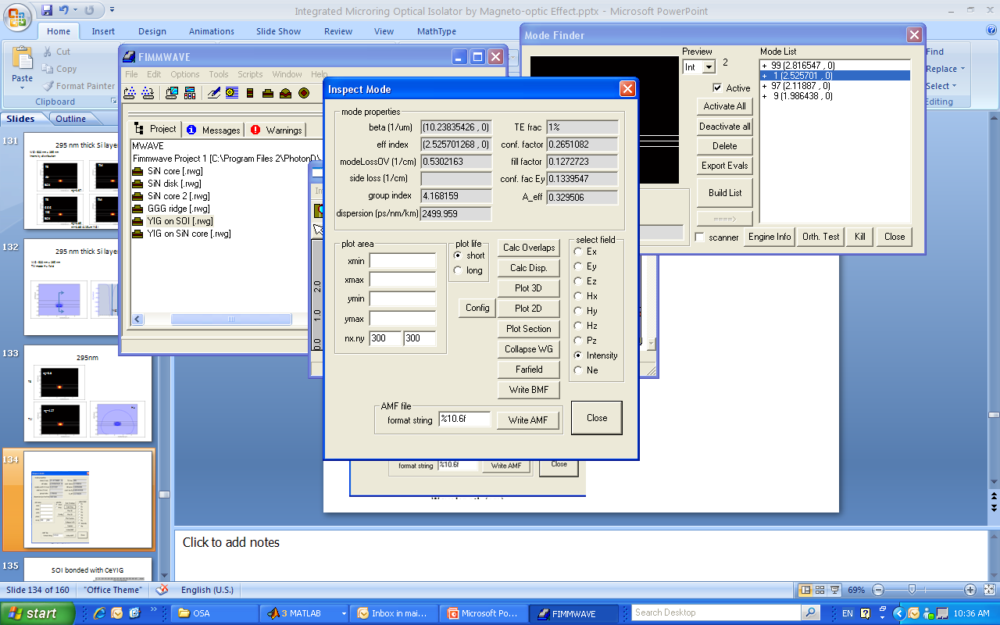 Integrated Microring Optical Isolator by Magneto-optic Effect.pptx - Microsoft PowerPoint
Home Insert Design Animations Slide Show Review View MathType
Paste
Cut
Copy
Format Painter
Clipboard
Find
Replace
Select
Editing
Slides Outline
131
295 nm thick Si layer
132
295 nm thick Si layer
133
295nm
134
135
SOI bonded with CeYIG
FIMMWAVE
File Edit Options Tools Scripts Window Help
Project Messages Warnings
MWAVE
Fimmwave Project 1 [C:\Program Files 2\PhotonD\
SiN core [.rwg]
SiN disk [.rwg]
SiN core 2 [.rwg]
GGG ridge [.rwg]
YIG on SOI [.rwg]
YIG on SiN core [.rwg]
2.0
1.0
0.0
Inspect Mode
mode properties
beta (1/um) (10.23835426 , 0) TE frac 1%
eff index (2.525701268 , 0) conf. factor 0.2651082
modeLossOV (1/cm) 0.5302163 fill factor 0.1272723
side loss (1/cm) conf. fac Ey 0.1339547
group index 4.168159 A_eff 0.329506
dispersion (ps/nm/km) 2499.959
plot area
xmin
xmax
ymin
ymax
nx.ny 300 300
plot life
short
long
Config
Calc Overlaps
Calc Disp.
Plot 3D
Plot 2D
Plot Section
Collapse WG
Farfield
Write BMF
select field
Ex
Ey
Ez
Hx
Hy
Hz
Pz
Intensity
Ne
AMF file
format string %10.6f Write AMF
Close
Mode Finder
Preview
Int 2
Active
Activate All
Deactivate all
Delete
Export Evals
Build List
====>
Mode List
+ 99 (2.816547 , 0)
+ 1 (2.525701 , 0)
+ 97 (2.11887 , 0)
+ 9 (1.986438 , 0)
scanner Engine Info Orth. Test Kill Close
format string %10.6f Write AMF Close
Click to add notes
Slide 134 of 160 "Office Theme" English (U.S.) 69%
start OSA 3 MATLAB Inbox in mai... Microsoft Po... FIMMWAVE Search Desktop EN 10:36 AM